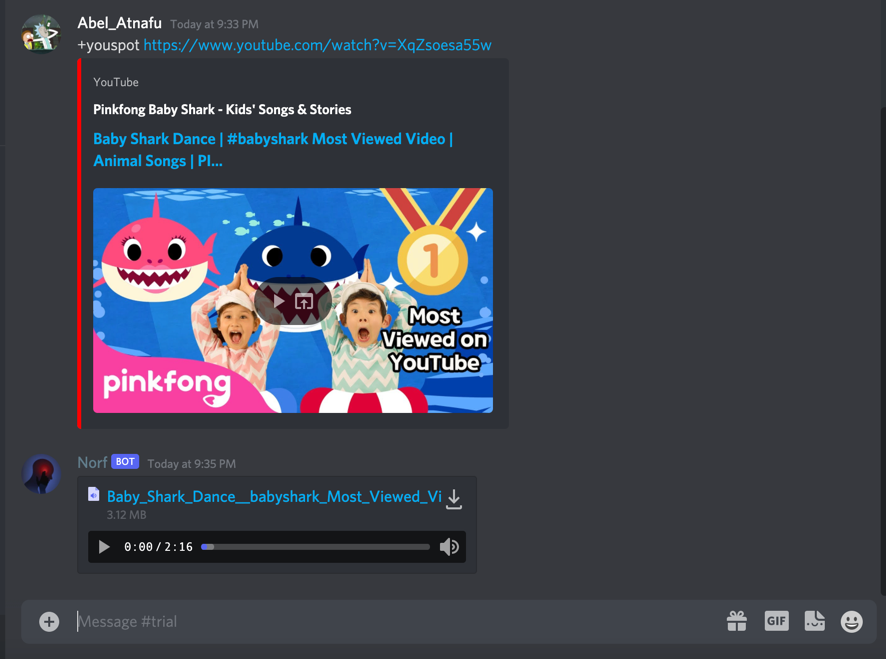 Abel_Atnafu Today at 9:33 PM
+youspot https://www.youtube.com/watch?v=XqZsoesa55w
YouTube
Pinkfong Baby Shark - Kids' Songs & Stories
Baby Shark Dance | #babyshark Most Viewed Video |
Animal Songs | PI...
1
Most
Viewed on
YouTube
pinkfong
Norf BOT Today at 9:35 PM
Baby_Shark_Dance__babyshark_Most_Viewed_Vi
3.12 MB
0:00/2:16
Message #trial
GIF